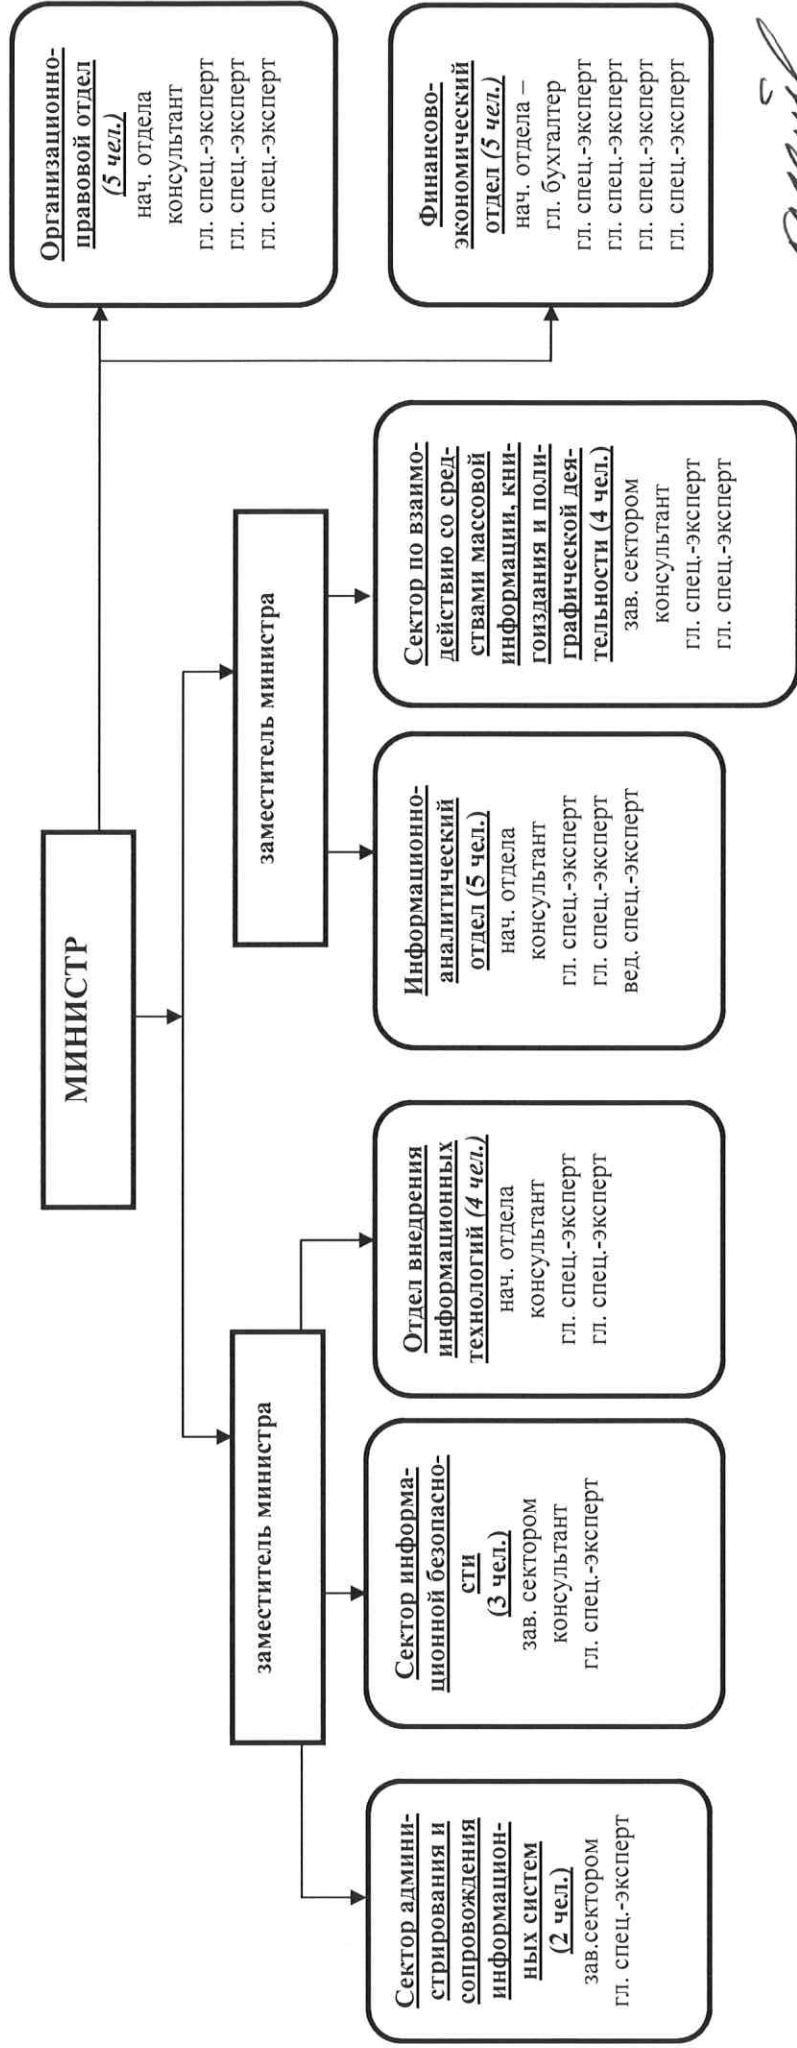 МИНИСТР
Организационно-
правовой отдел
(5 чел.)
нач. отдела
консультант
гл. спец.-эксперт
гл. спец.-эксперт
гл. спец.-эксперт
Финансово-
экономический
отдел (5 чел.)
нач. отдела –
гл. бухгалтер
гл. спец.-эксперт
гл. спец.-эксперт
гл. спец.-эксперт
гл. спец.-эксперт
заместитель министра
заместитель министра
Сектор админи-
стрирования и
сопровождения
информацион-
ных систем
(2 чел.)
зав.сектором
гл. спец.-эксперт
Сектор информа-
ционной безопасно-
сти
(3 чел.)
зав. сектором
консультант
гл. спец.-эксперт
Отдел внедрения
информационных
технологий (4 чел.)
нач. отдела
консультант
гл. спец.-эксперт
гл. спец.-эксперт
Информационно-
аналитический
отдел (5 чел.)
нач. отдела
консультант
гл. спец.-эксперт
гл. спец.-эксперт
вед. спец.-эксперт
Сектор по взаимо-
действию со сред-
ствами массовой
информации, кни-
гоиздания и поли-
графической дея-
тельности (4 чел.)
зав. сектором
консультант
гл. спец.-эксперт
гл. спец.-эксперт